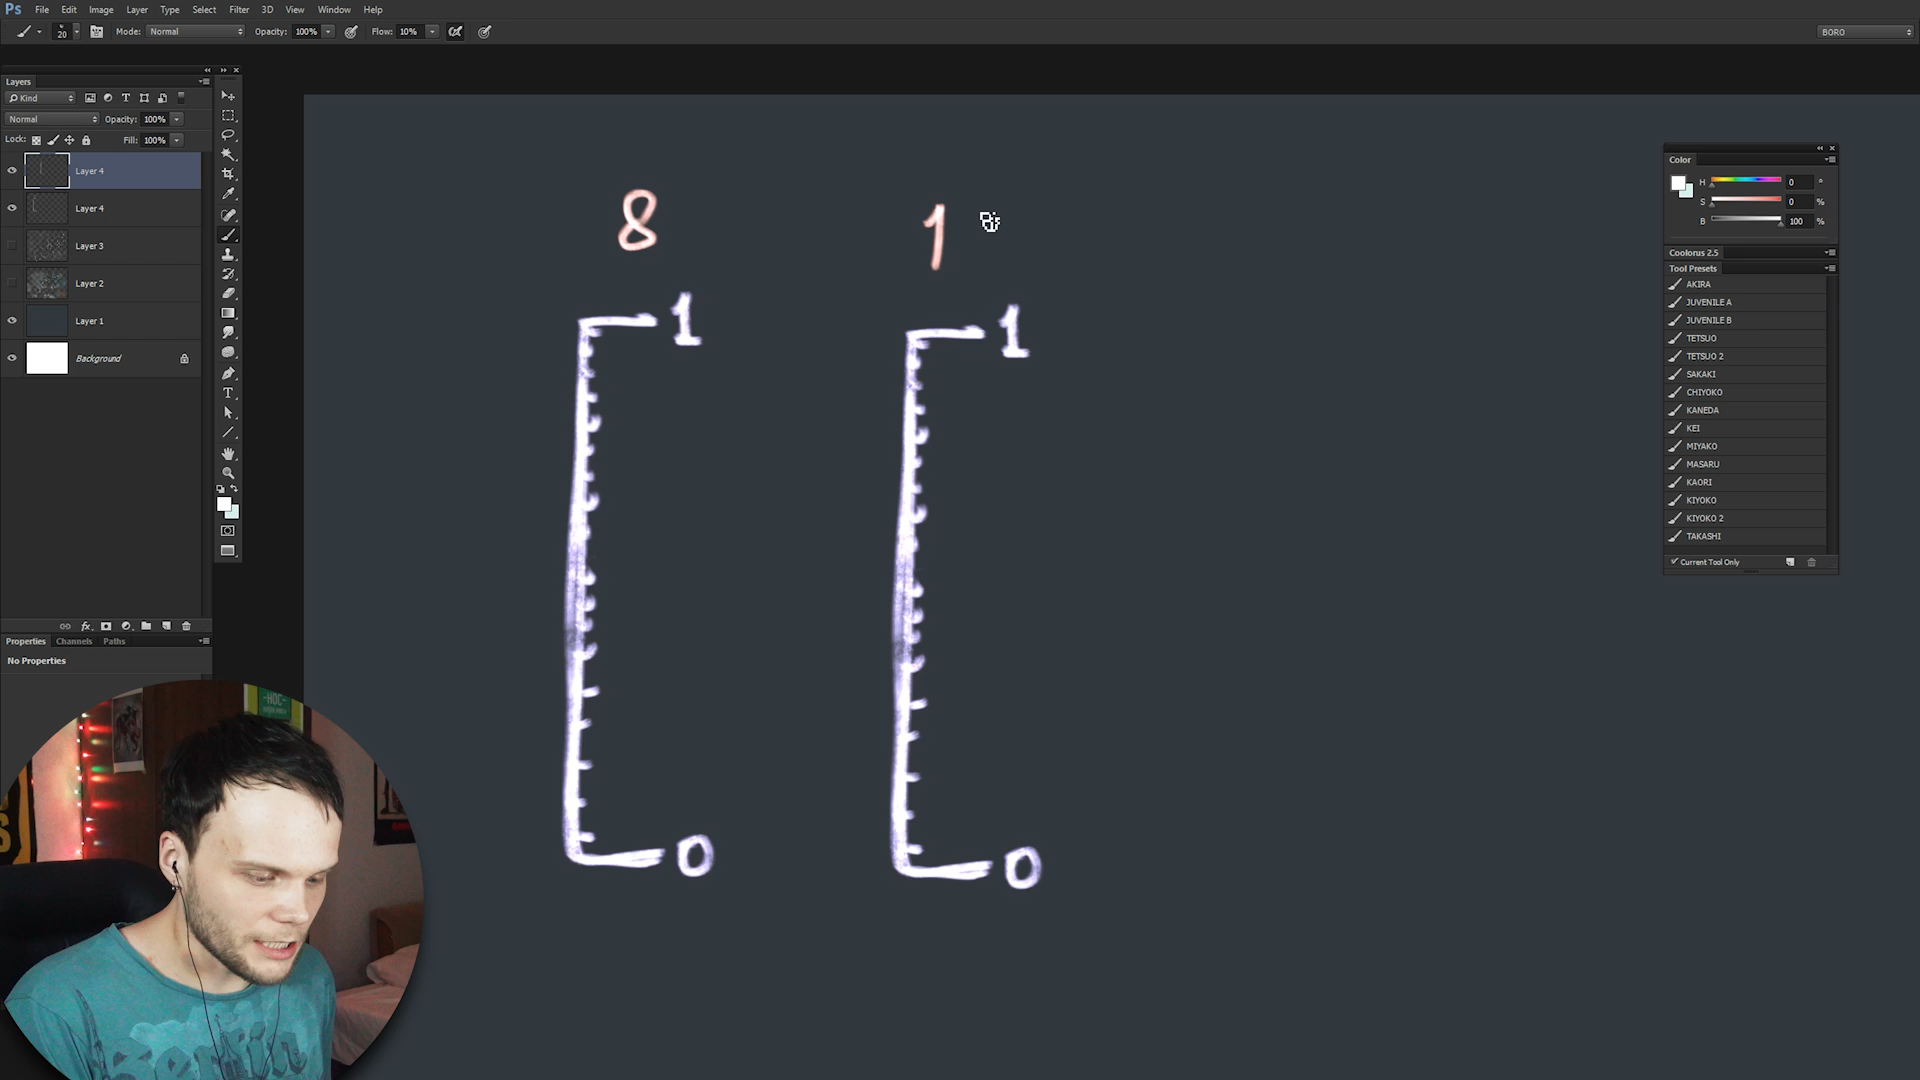 Ps File Edit Image Layer Type Select Filter 3D View Window Help
20 Mode: Normal Opacity: 100% Flow: 10% BORO
Layers
Kind
Normal Opacity: 100%
Lock: Fill: 100%
Layer 4
Layer 4
Layer 3
Layer 2
Layer 1
Background
fx
Properties Channels Paths
No Properties
8 1
1 1
0 0
Color
H 0 °
S 0 %
B 100 %
Coolorus 2.5
Tool Presets
AKIRA
JUVENILE A
JUVENILE B
TETSUO
TETSUO 2
SAKAKI
CHIYOKO
KANEDA
KEI
MIYAKO
MASARU
KAORI
KIYOKO
KIYOKO 2
TAKASHI
Current Tool Only
-HDC-